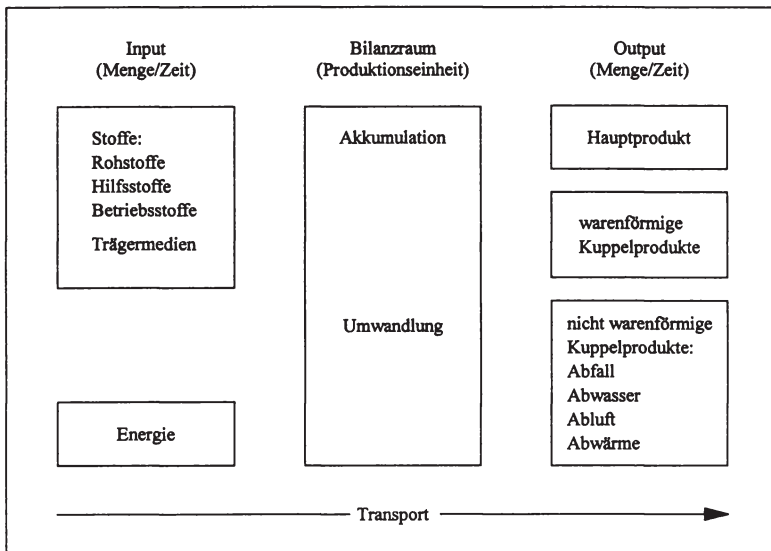 Input
(Menge/Zeit)
Bilanzraum
(Produktionseinheit)
Output
(Menge/Zeit)
Stoffe:
Rohstoffe
Hilfsstoffe
Betriebsstoffe
Trägermedien
Energie
Akkumulation
Umwandlung
Hauptprodukt
warenförmige
Kuppelprodukte
nicht warenförmige
Kuppelprodukte:
Abfall
Abwasser
Abluft
Abwärme
Transport